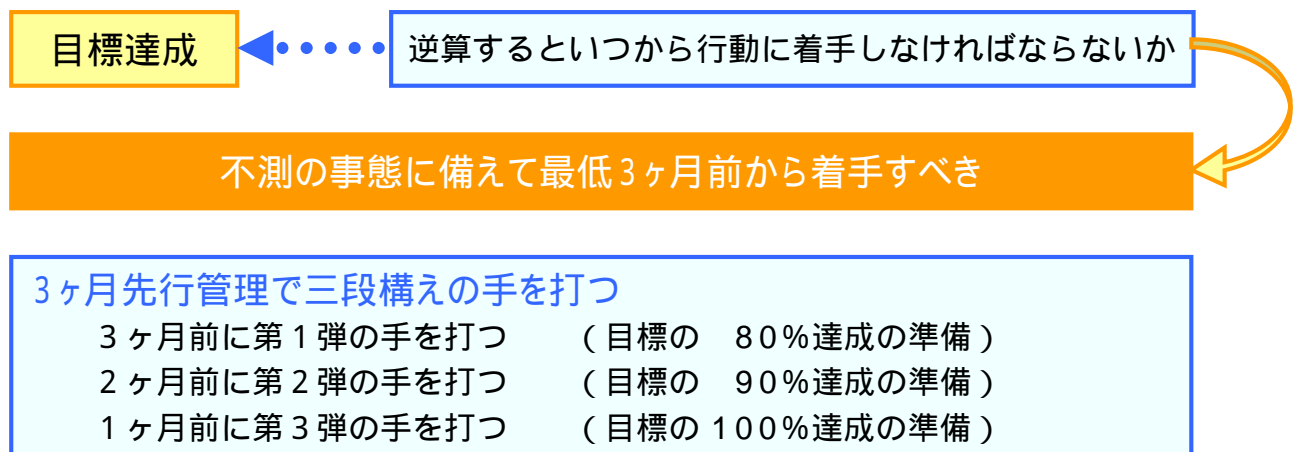 目標達成
逆算するといつから行動に着手しなければならないか
不測の事態に備えて最低3ヶ月前から着手すべき
3ヶ月先行管理で三段構えの手を打つ
3ヶ月前に第1弾の手を打つ　　(目標の　80%達成の準備)
2ヶ月前に第2弾の手を打つ　　(目標の　90%達成の準備)
1ヶ月前に第3弾の手を打つ　　(目標の100%達成の準備)